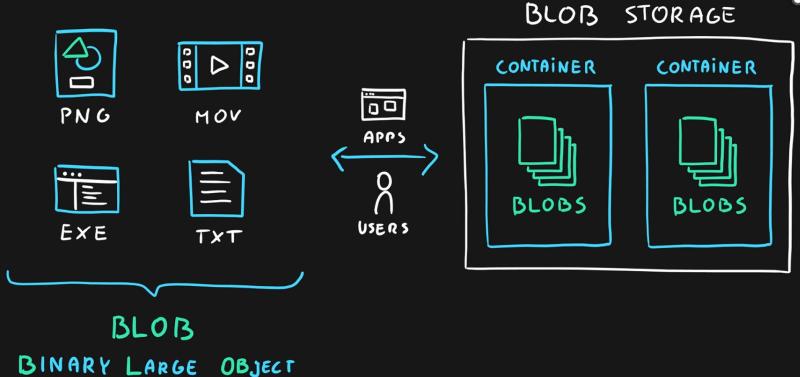 BLOB STORAGE
CONTAINER
CONTAINER
PNG
MOV
APPS
BLOBS
BLOBS
EXE
TXT
USERS
BLOB
BINARY LARGE OBJECT